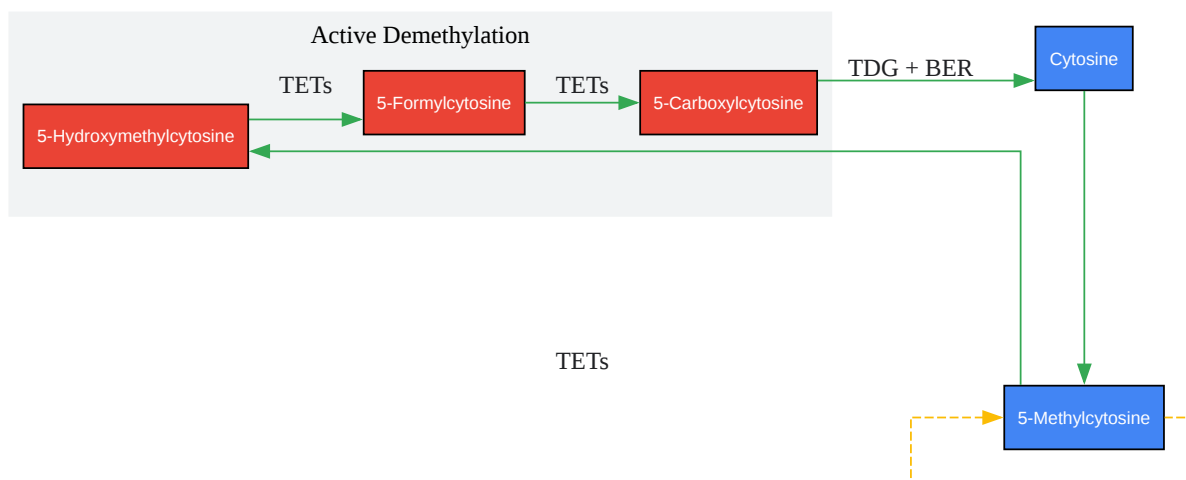 Active Demethylation
TETs
TETs
TDG + BER
Cytosine
5-Hydroxymethylcytosine
5-Formylcytosine
5-Carboxylcytosine
TETs
5-Methylcytosine